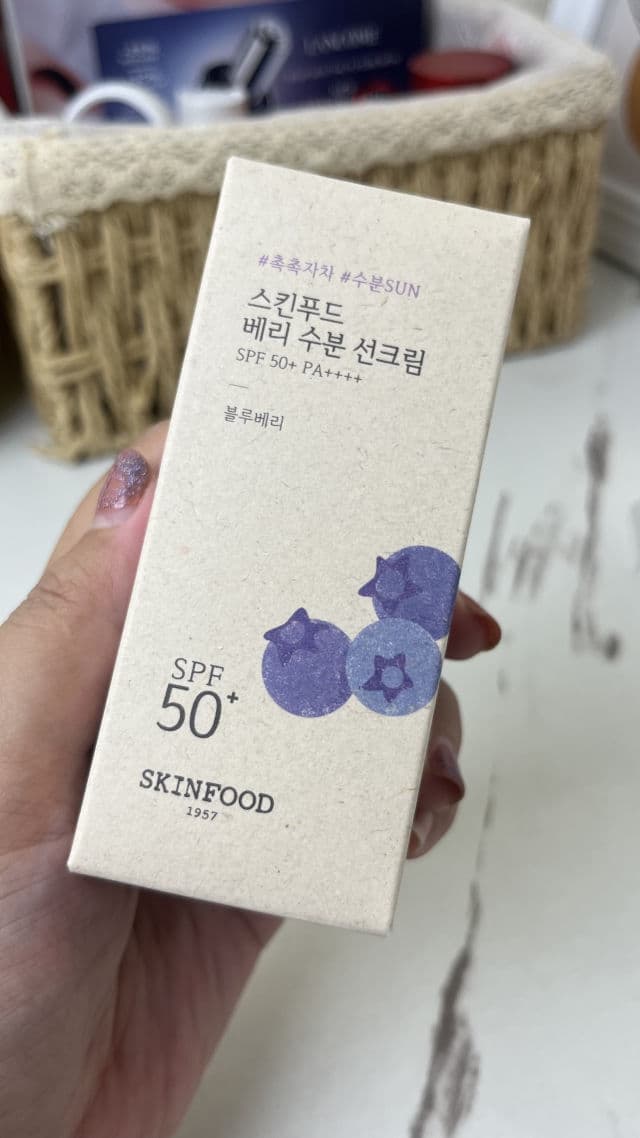 LANCÔME
#촉촉자차 #수분SUN
스킨푸드
베리 수분 선크림
SPF 50+ PA++++
블루베리
SPF
50+
SKINFOOD
1957